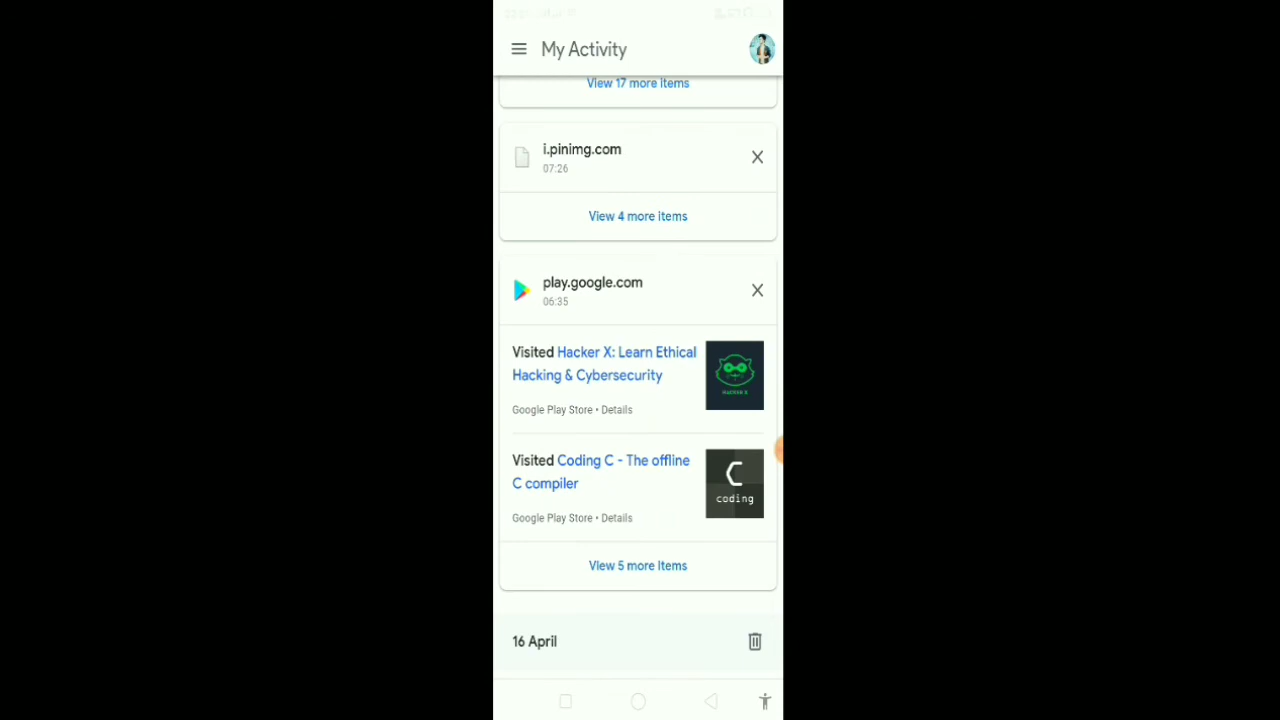 My Activity
View 17 more items
i.pinimg.com
07:26
View 4 more items
play.google.com
06:35
Visited Hacker X: Learn Ethical
Hacking & Cybersecurity
HACKER X
Google Play Store • Details
Visited Coding C - The offline
C compiler
C
coding
Google Play Store • Details
View 5 more items
16 April